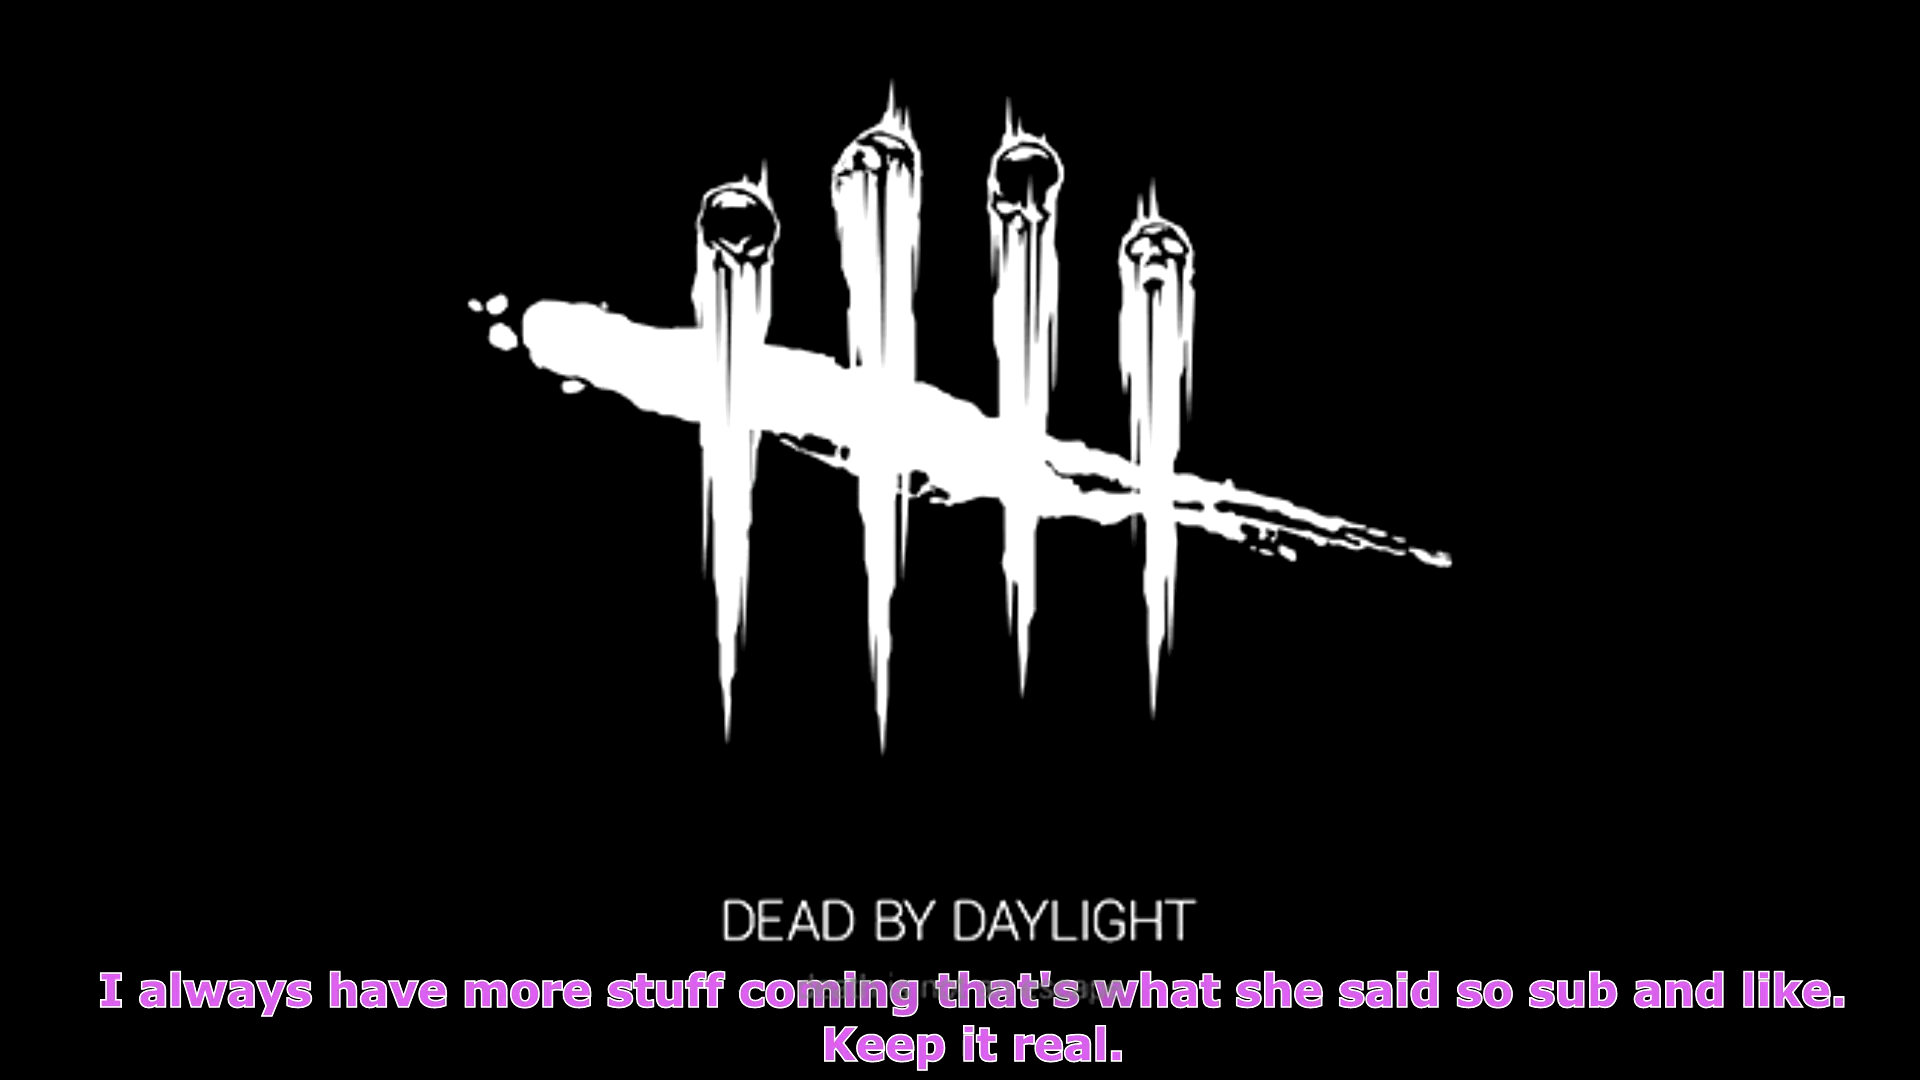 DEAD BY DAYLIGHT
I always have more stuff coming that's what she said so sub and like.
Keep it real.